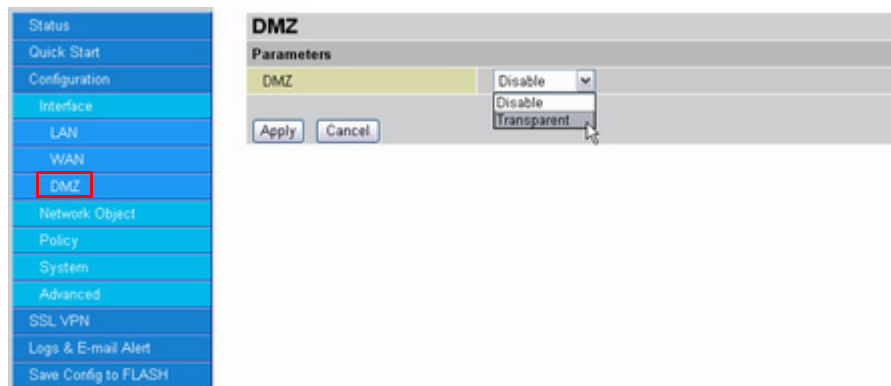 Status
Quick Start
Configuration
Interface
LAN
WAN
DMZ
Network Object
Policy
System
Advanced
SSL VPN
Logs & E-mail Alert
Save Config to FLASH
DMZ
Parameters
DMZ Disable
Disable
Transparent
Apply Cancel